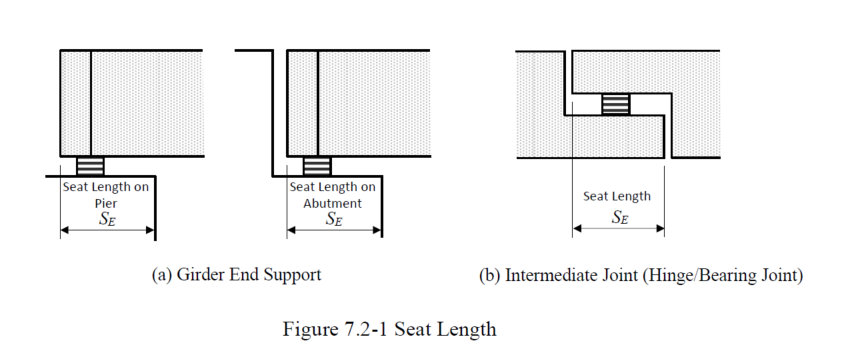 Seat Length on
Pier
SE
Seat Length on
Abutment
SE
Seat Length
SE
(a) Girder End Support
(b) Intermediate Joint (Hinge/Bearing Joint)
Figure 7.2-1 Seat Length